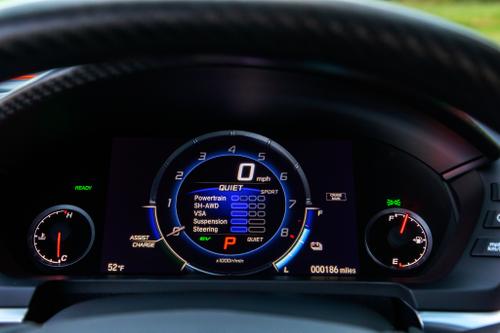 READY
H
C
1 2 3 4 5 6 7 8
0 mph
QUIET
SPORT
Powertrain
SH-AWD
VSA
Suspension
Steering
EV P QUIET
x1000r/min
0
ASSIST
CHARGE
F
L
52°F
000186 miles
F
E